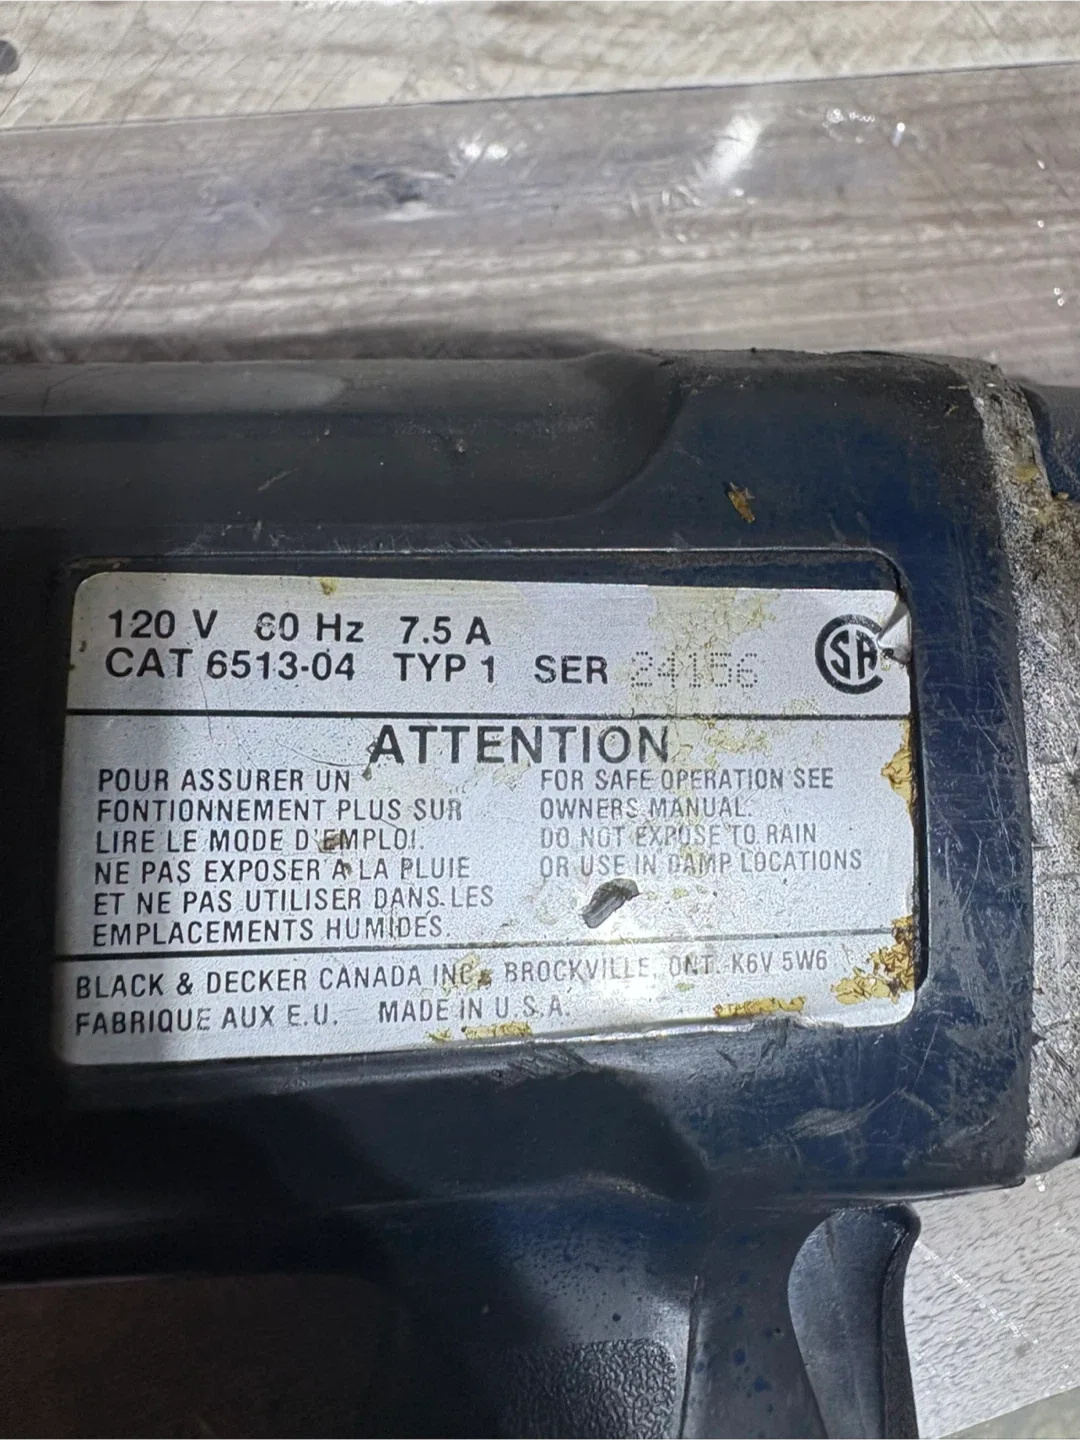 120 V 60 Hz 7.5 A
CAT 6513-04 TYP 1 SER 24156
SA
ATTENTION
POUR ASSURER UN
FONTIONNEMENT PLUS SUR
LIRE LE MODE D'EMPLOI.
NE PAS EXPOSER A LA PLUIE
ET NE PAS UTILISER DANS LES
EMPLACEMENTS HUMIDES.
FOR SAFE OPERATION SEE
OWNERS MANUAL.
DO NOT EXPOSE TO RAIN
OR USE IN DAMP LOCATIONS
BLACK & DECKER CANADA INC. BROCKVILLE, ONT. K6V 5W6
FABRIQUE AUX E.U. MADE IN U.S.A.